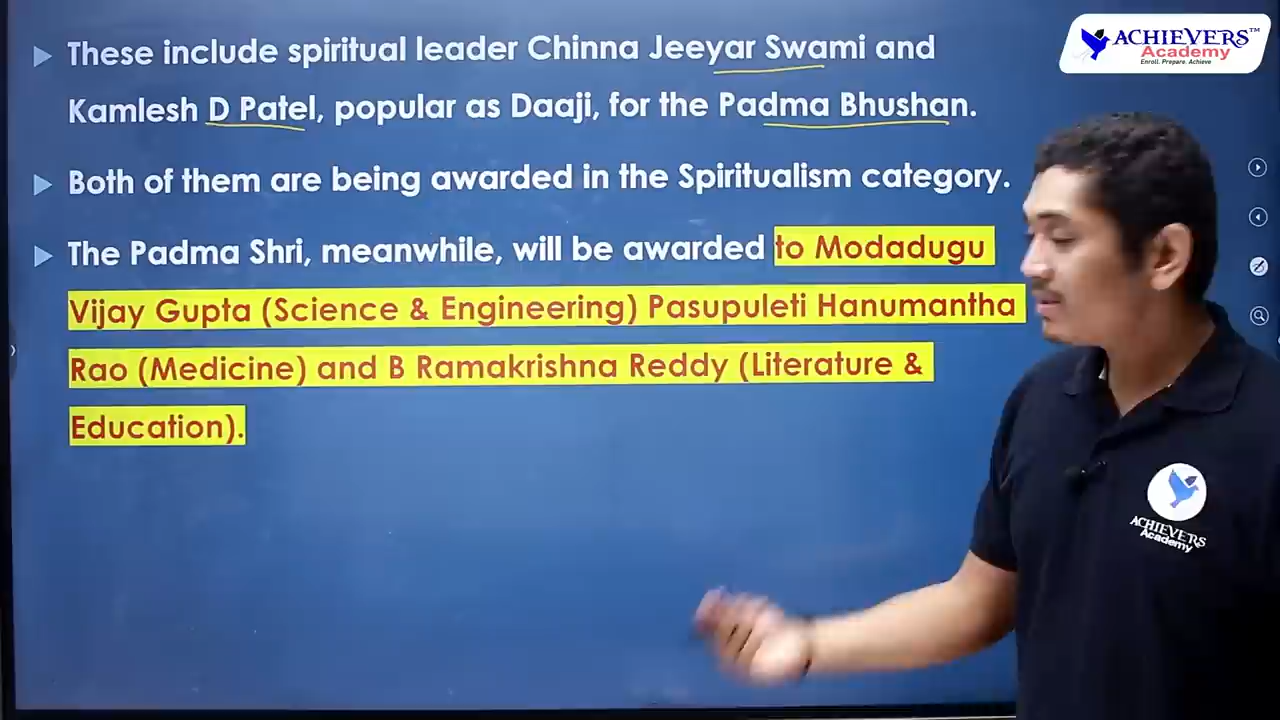 These include spiritual leader Chinna Jeeyar Swami and
Kamlesh D Patel, popular as Daaji, for the Padma Bhushan.
Both of them are being awarded in the Spiritualism category.
The Padma Shri, meanwhile, will be awarded to Modadugu
Vijay Gupta (Science & Engineering) Pasupuleti Hanumantha
Rao (Medicine) and B Ramakrishna Reddy (Literature &
Education).
ACHIEVERS™
Academy
Enroll. Prepare. Achieve
ACHIEVERS
Academy